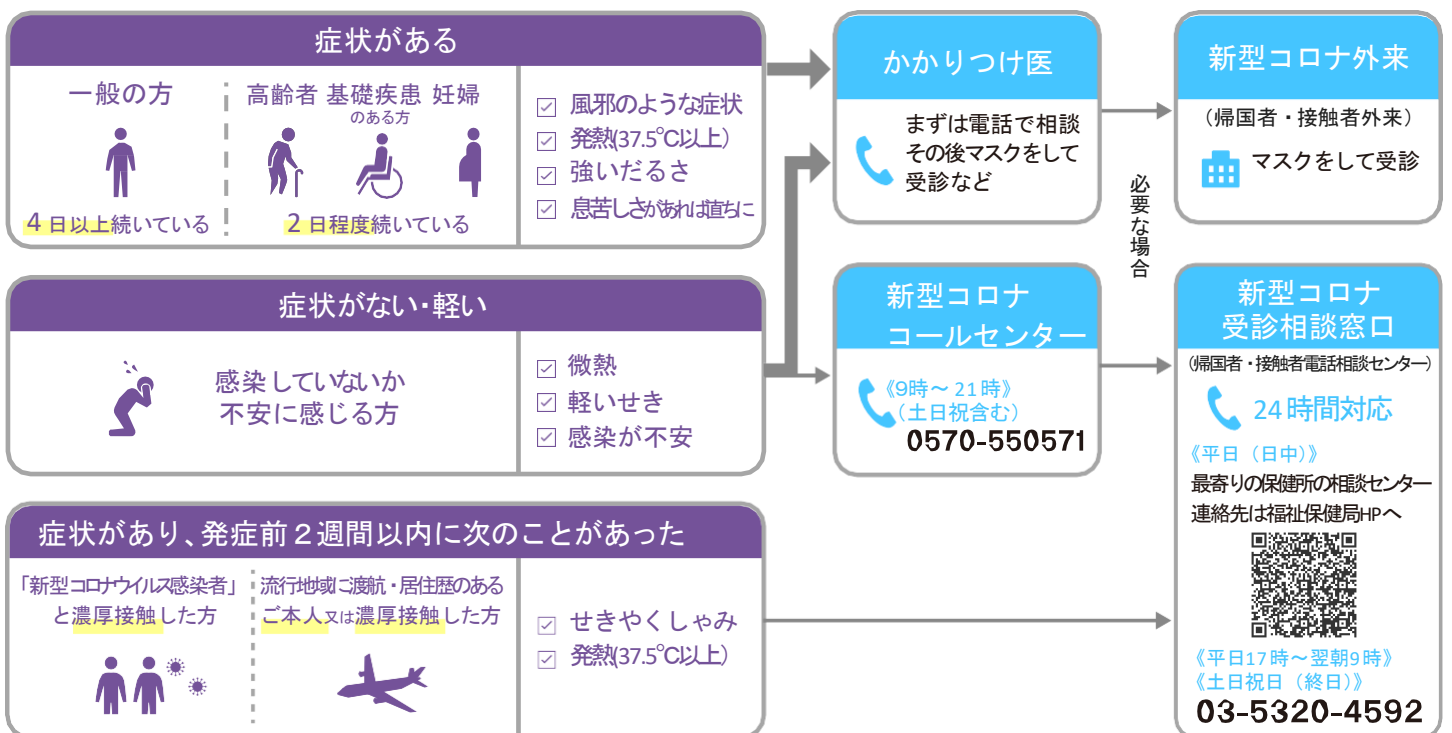 症状がある
一般の方
4日以上続いている
高齢者 基礎疾患 妊婦
のある方
2日程度続いている
☑ 風邪のような症状
☑ 発熱(37.5℃以上)
☑ 強いだるさ
☑ 息苦しさがあれば直ちに
症状がない・軽い
感染していないか
不安に感じる方
☑ 微熱
☑ 軽いせき
☑ 感染が不安
症状があり、発症前2週間以内に次のことがあった
「新型コロナウイルス感染者」
と濃厚接触した方
流行地域に渡航・居住歴のある
ご本人又は濃厚接触した方
☑ せきやくしゃみ
☑ 発熱(37.5℃以上)
かかりつけ医
まずは電話で相談
その後マスクをして
受診など
新型コロナ
コールセンター
《9時~21時》
(土日祝含む)
0570-550571
必要な場合
新型コロナ外来
(帰国者・接触者外来)
マスクをして受診
新型コロナ
受診相談窓口
(帰国者・接触者電話相談センター)
24時間対応
《平日(日中)》
最寄りの保健所の相談センター
連絡先は福祉保健局HPへ
《平日17時~翌朝9時》
《土日祝日(終日)》
03-5320-4592